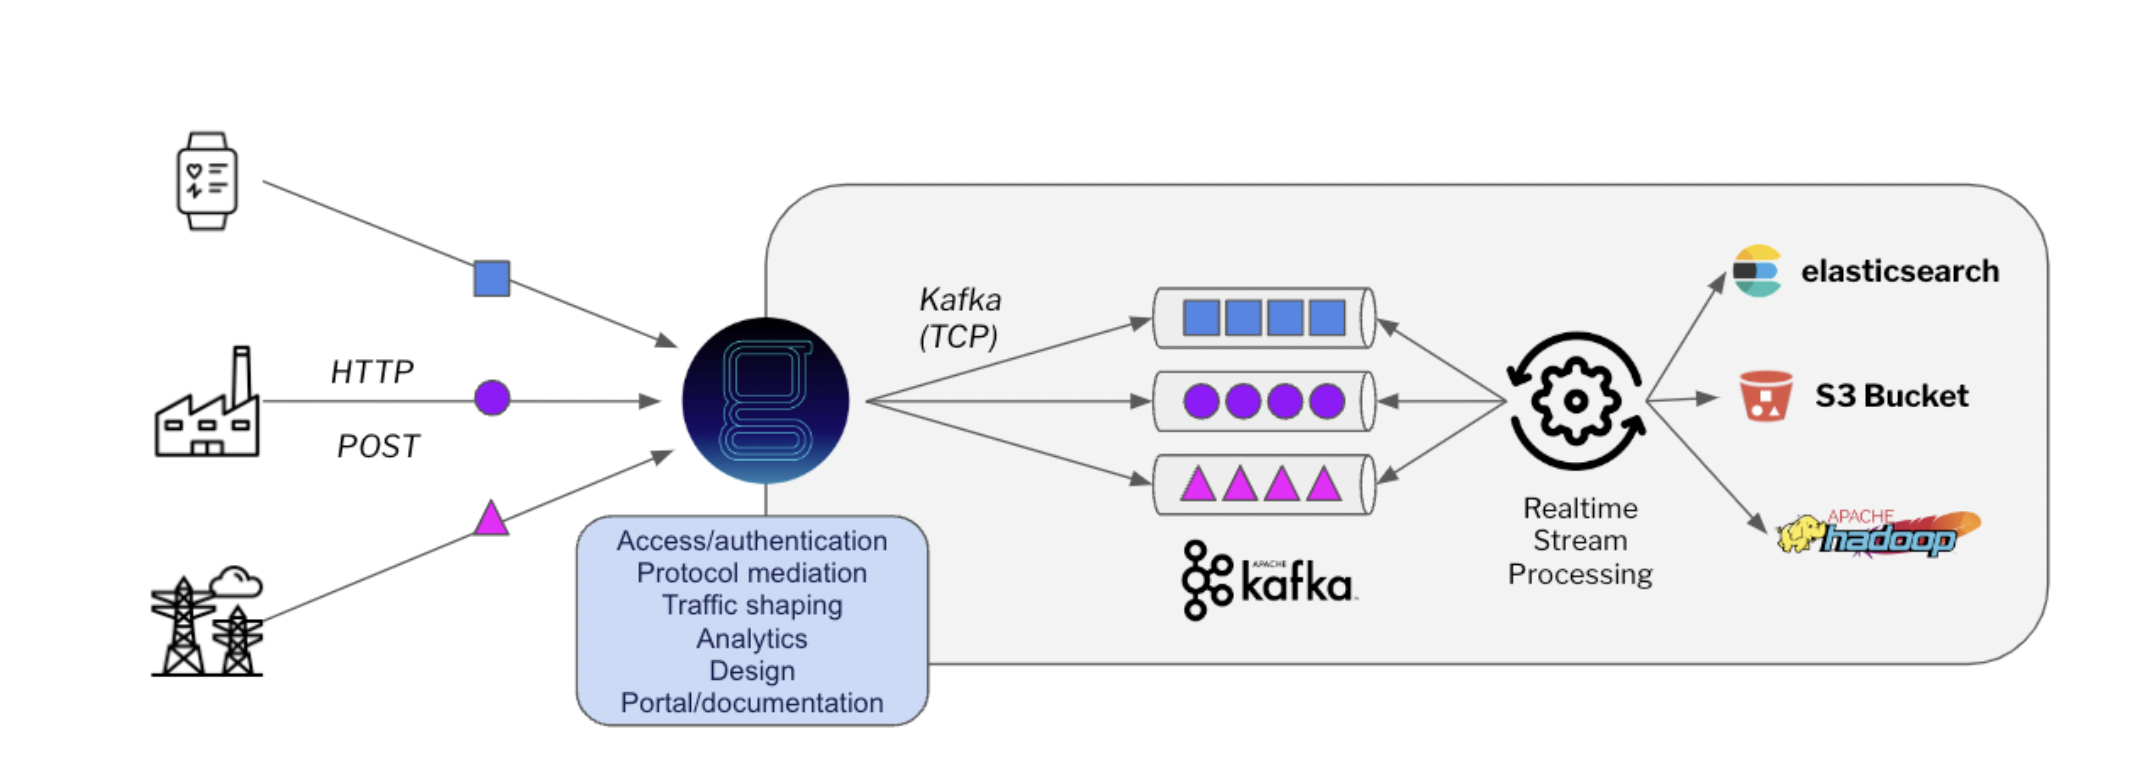 HTTP
POST
g
Access/authentication
Protocol mediation
Traffic shaping
Analytics
Design
Portal/documentation
Kafka
(TCP)
APACHE
kafka
Realtime
Stream
Processing
elasticsearch
S3 Bucket
APACHE
hadoop